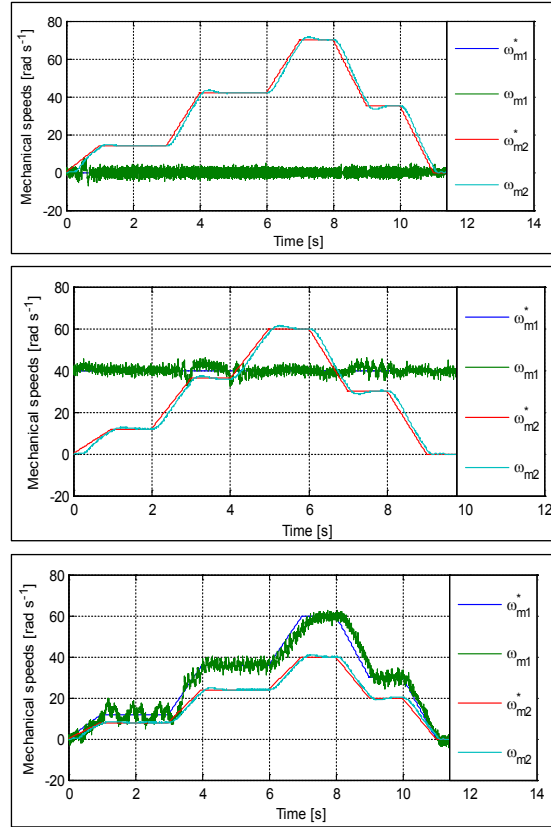 Mechanical speeds [rad s⁻¹]
80
60
40
20
0
-20
0 2 4 6 8 10 12 14
Time [s]
ω*m1
ωm1
ω*m2
ωm2
Mechanical speeds [rad s⁻¹]
80
60
40
20
0
-20
0 2 4 6 8 10 12
Time [s]
ω*m1
ωm1
ω*m2
ωm2
Mechanical speeds [rad s⁻¹]
80
60
40
20
0
-20
0 2 4 6 8 10 12 14
Time [s]
ω*m1
ωm1
ω*m2
ωm2